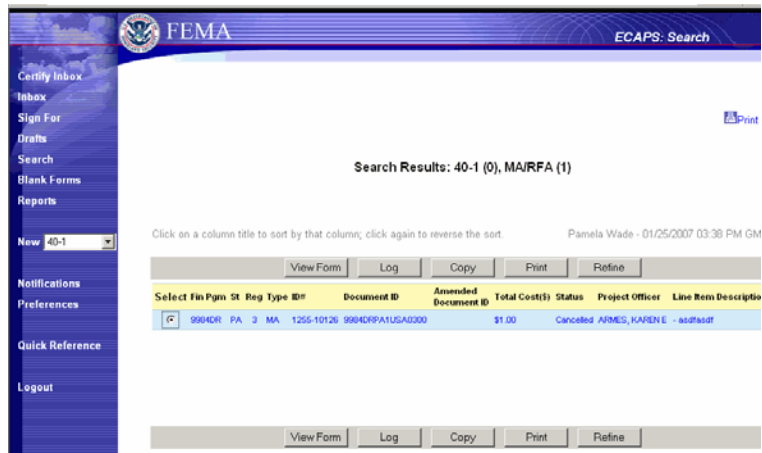 FEMA
ECAPS: Search
Certify Inbox
Inbox
Sign For
Drafts
Search
Blank Forms
Reports
New 40-1
Notifications
Preferences
Quick Reference
Logout
Print
Search Results: 40-1 (0), MA/RFA (1)
Click on a column title to sort by that column; click again to reverse the sort. Pamela Wade - 01/25/2007 03:38 PM GM
View Form Log Copy Print Refine
Select Fin Pgm St Reg Type ID# Document ID Amended Document ID Total Cost($) Status Project Officer Line Item Descriptio
9984DR PA 3 MA 1255-10126 9984DRPA1USA0300 $1.00 Cancelled ARMES, KAREN E - asdfasdf
View Form Log Copy Print Refine